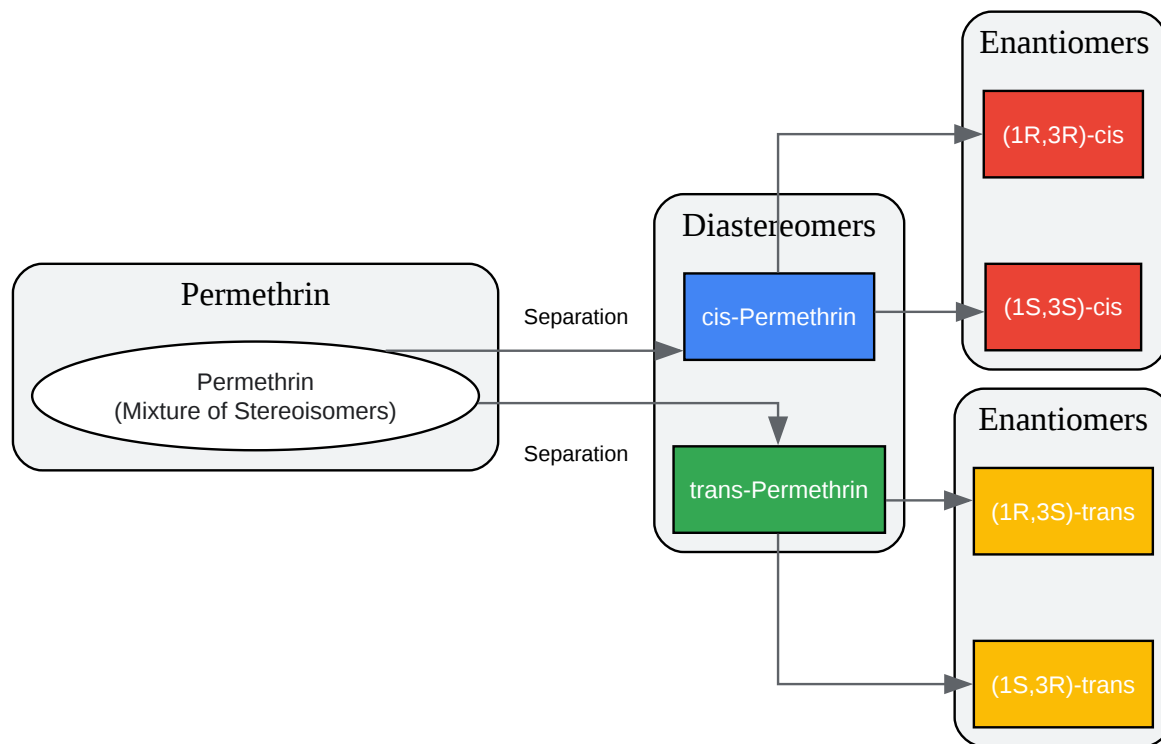 Permethrin
Permethrin
(Mixture of Stereoisomers)
Separation
Separation
Diastereomers
cis-Permethrin
trans-Permethrin
Enantiomers
(1R,3R)-cis
(1S,3S)-cis
Enantiomers
(1R,3S)-trans
(1S,3R)-trans